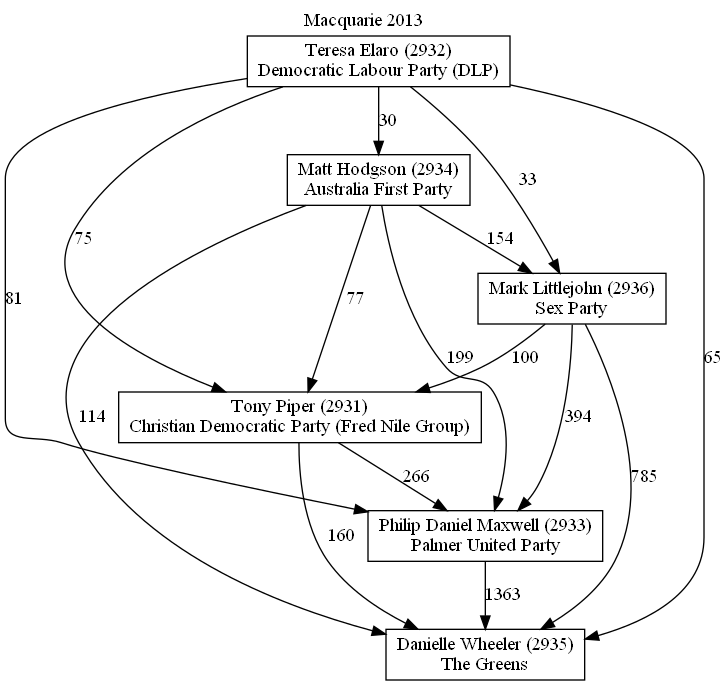 Macquarie 2013
Teresa Elaro (2932)
Democratic Labour Party (DLP)
30
Matt Hodgson (2934)
Australia First Party
33
75
154
Mark Littlejohn (2936)
Sex Party
81
77
199
100
65
Tony Piper (2931)
Christian Democratic Party (Fred Nile Group)
114
394
266
785
Philip Daniel Maxwell (2933)
Palmer United Party
160
1363
Danielle Wheeler (2935)
The Greens